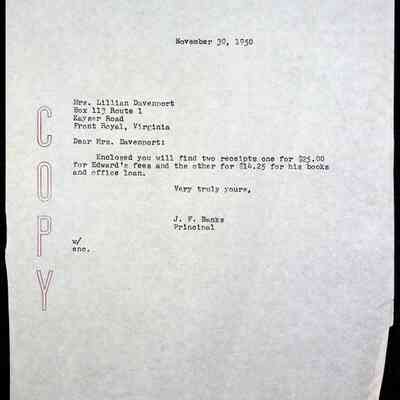 November 30, 1950
COPY
Mrs. Lillian Davenport
Box 113 Route 1
Kayser Road
Front Royal, Virginia
Dear Mrs. Davenport:
Enclosed you will find two receipts one for $25.00
for Edward's fees and the other for $14.25 for his books
and office loan.
Very truly yours,
J. F. Banks
Principal
w/
enc.